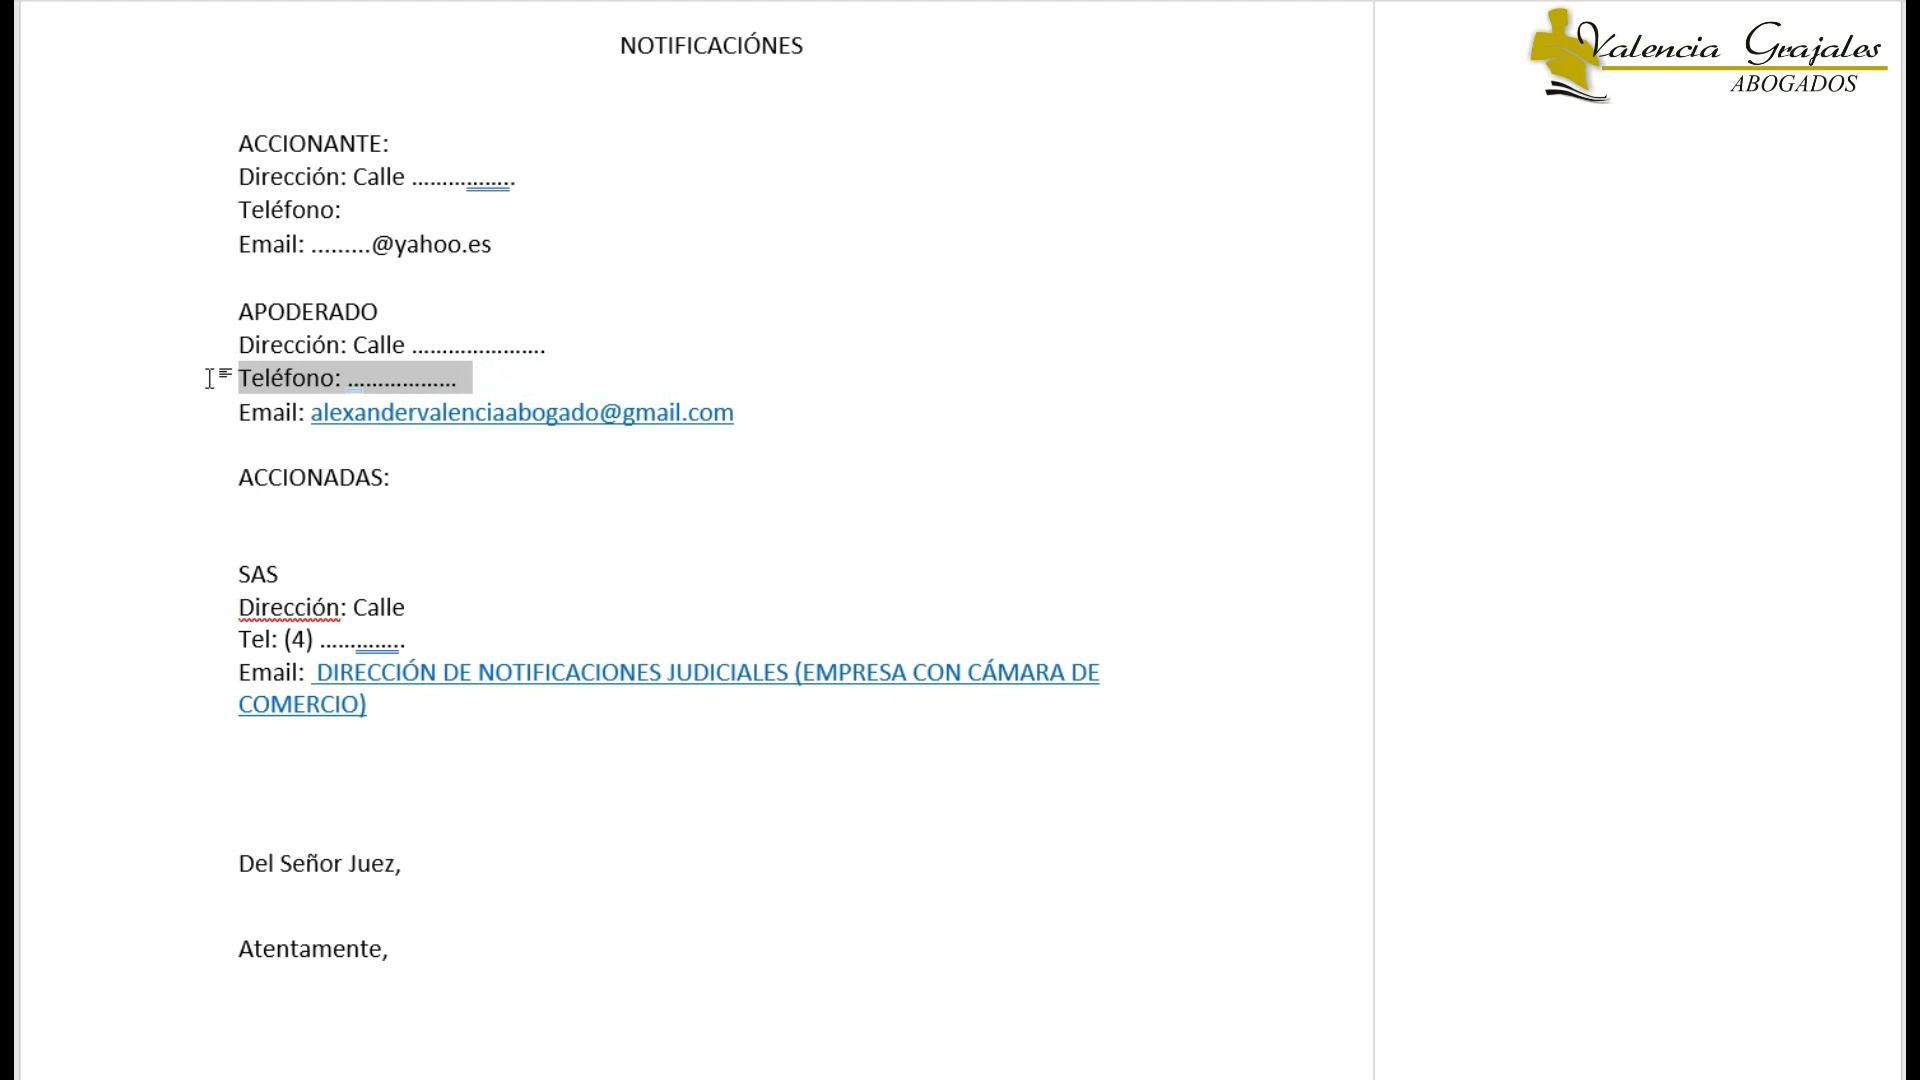 Valencia Grajales
ABOGADOS
NOTIFICACIÓNES
ACCIONANTE:
Dirección: Calle ………………….
Teléfono:
Email: ………@yahoo.es
APODERADO
Dirección: Calle ………………….
Teléfono: ………………
Email: alexandervalenciaabogado@gmail.com
ACCIONADAS:
SAS
Dirección: Calle
Tel: (4) …………..
Email:  DIRECCIÓN DE NOTIFICACIONES JUDICIALES (EMPRESA CON CÁMARA DE
COMERCIO)
Del Señor Juez,
Atentamente,